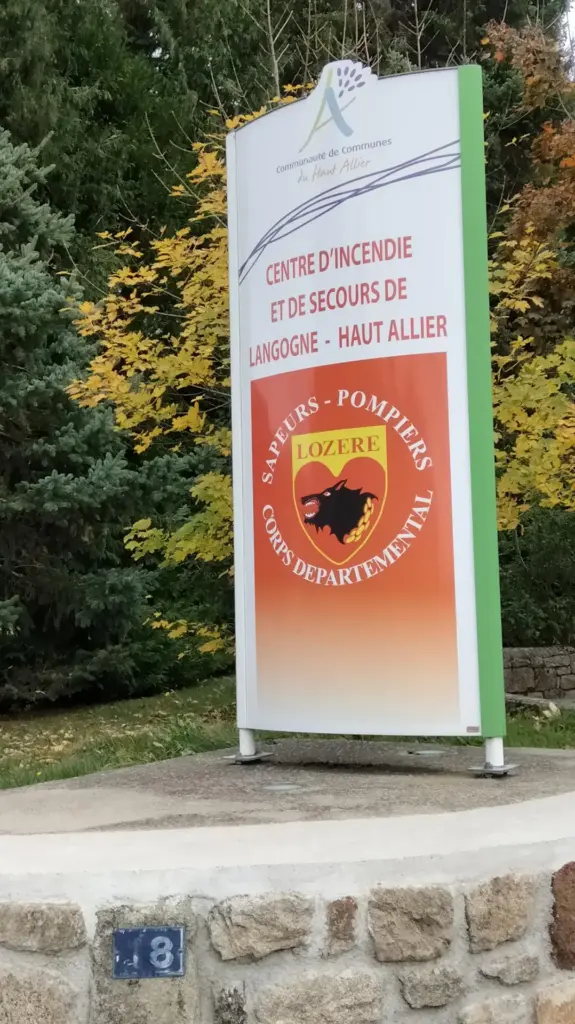 Communauté de Communes
du Haut Allier
CENTRE D'INCENDIE
ET DE SECOURS DE
LANGOGNE - HAUT ALLIER
SAPEURS - POMPIERS
LOZERE
CORPS DEPARTEMENTAL
8